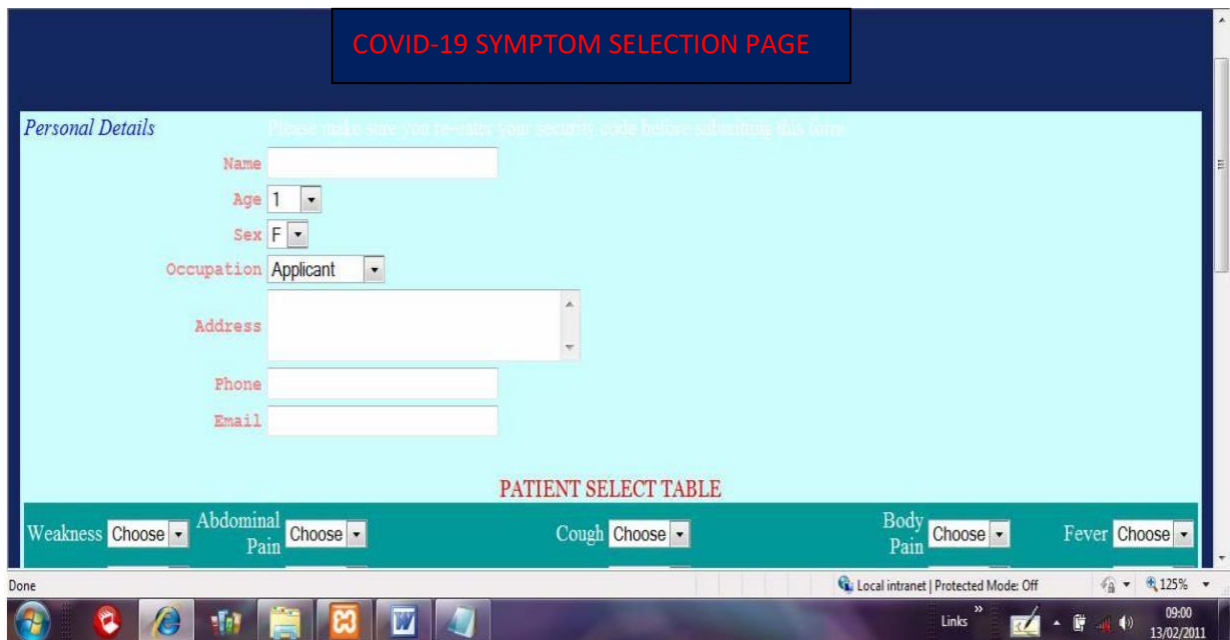 COVID-19 SYMPTOM SELECTION PAGE
Personal Details Please make sure you re-enter your security code before submitting this form
Name
Age 1
Sex F
Occupation Applicant
Address
Phone
Email
PATIENT SELECT TABLE
Weakness Choose Abdominal Pain Choose Cough Choose Body Pain Choose Fever Choose
Done Local intranet | Protected Mode: Off 125%
Links » 09:00
13/02/2011